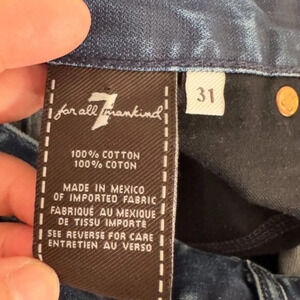 7
for all mankind
31
100% COTTON
100% COTON
MADE IN MEXICO
OF IMPORTED FABRIC
FABRIQUÉ AU MEXIQUE
DE TISSU IMPORTÉ
SEE REVERSE FOR CARE
ENTRETIEN AU VERSO